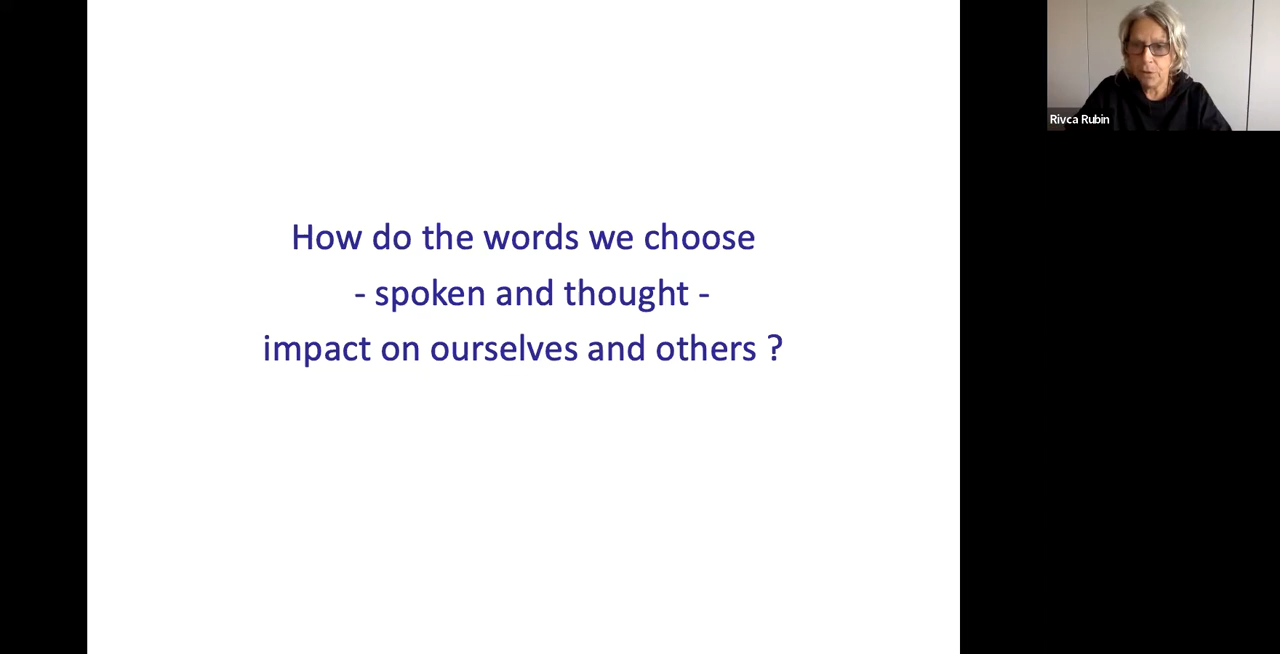 How do the words we choose
- spoken and thought -
impact on ourselves and others ?
Rivca Rubin